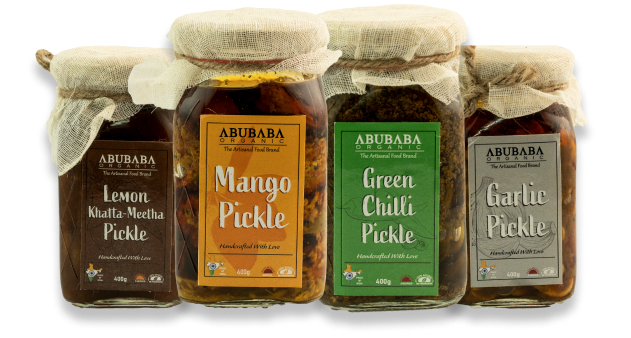 ABUBABA
ORGANIC
The Artisanal Food Brand
Lemon
Khatta-Meetha
Pickle
Handcrafted With Love
400g
ABUBABA
ORGANIC
The Artisanal Food Brand
Mango
Pickle
Handcrafted With Love
400g
ABUBABA
ORGANIC
The Artisanal Food Brand
Green
Chilli
Pickle
Handcrafted With Love
400g
ABUBABA
ORGANIC
The Artisanal Food Brand
Garlic
Pickle
Handcrafted With Love
400g